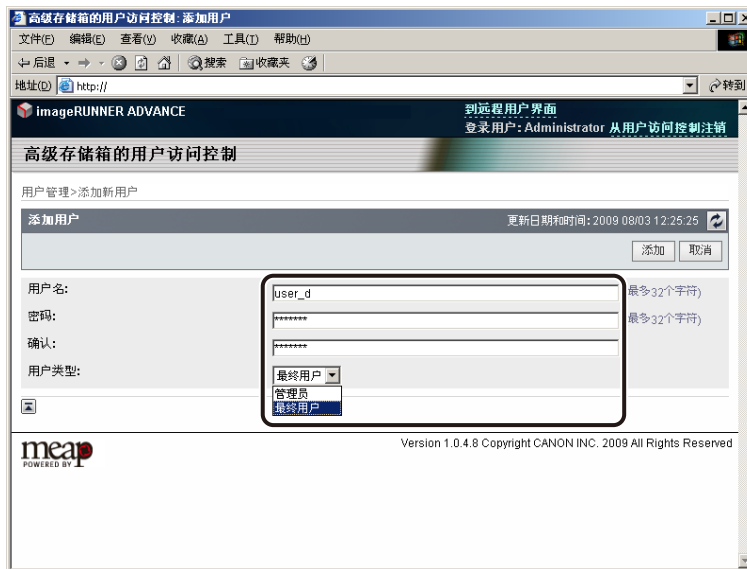 高级存储箱的用户访问控制:添加用户
文件(F) 编辑(E) 查看(V) 收藏(A) 工具(T) 帮助(H)
后退 搜索 收藏夹
地址(D) http:// 转到
imageRUNNER ADVANCE 到远程用户界面
登录用户: Administrator 从用户访问控制注销
高级存储箱的用户访问控制
用户管理>添加新用户
添加用户 更新日期和时间: 2009 08/03 12:25:25
添加 取消
用户名: user_d 最多32个字符)
密码: ******* 最多32个字符)
确认: *******
用户类型: 最终用户
管理员
最终用户
meap
POWERED BY
Version 1.0.4.8 Copyright CANON INC. 2009 All Rights Reserved